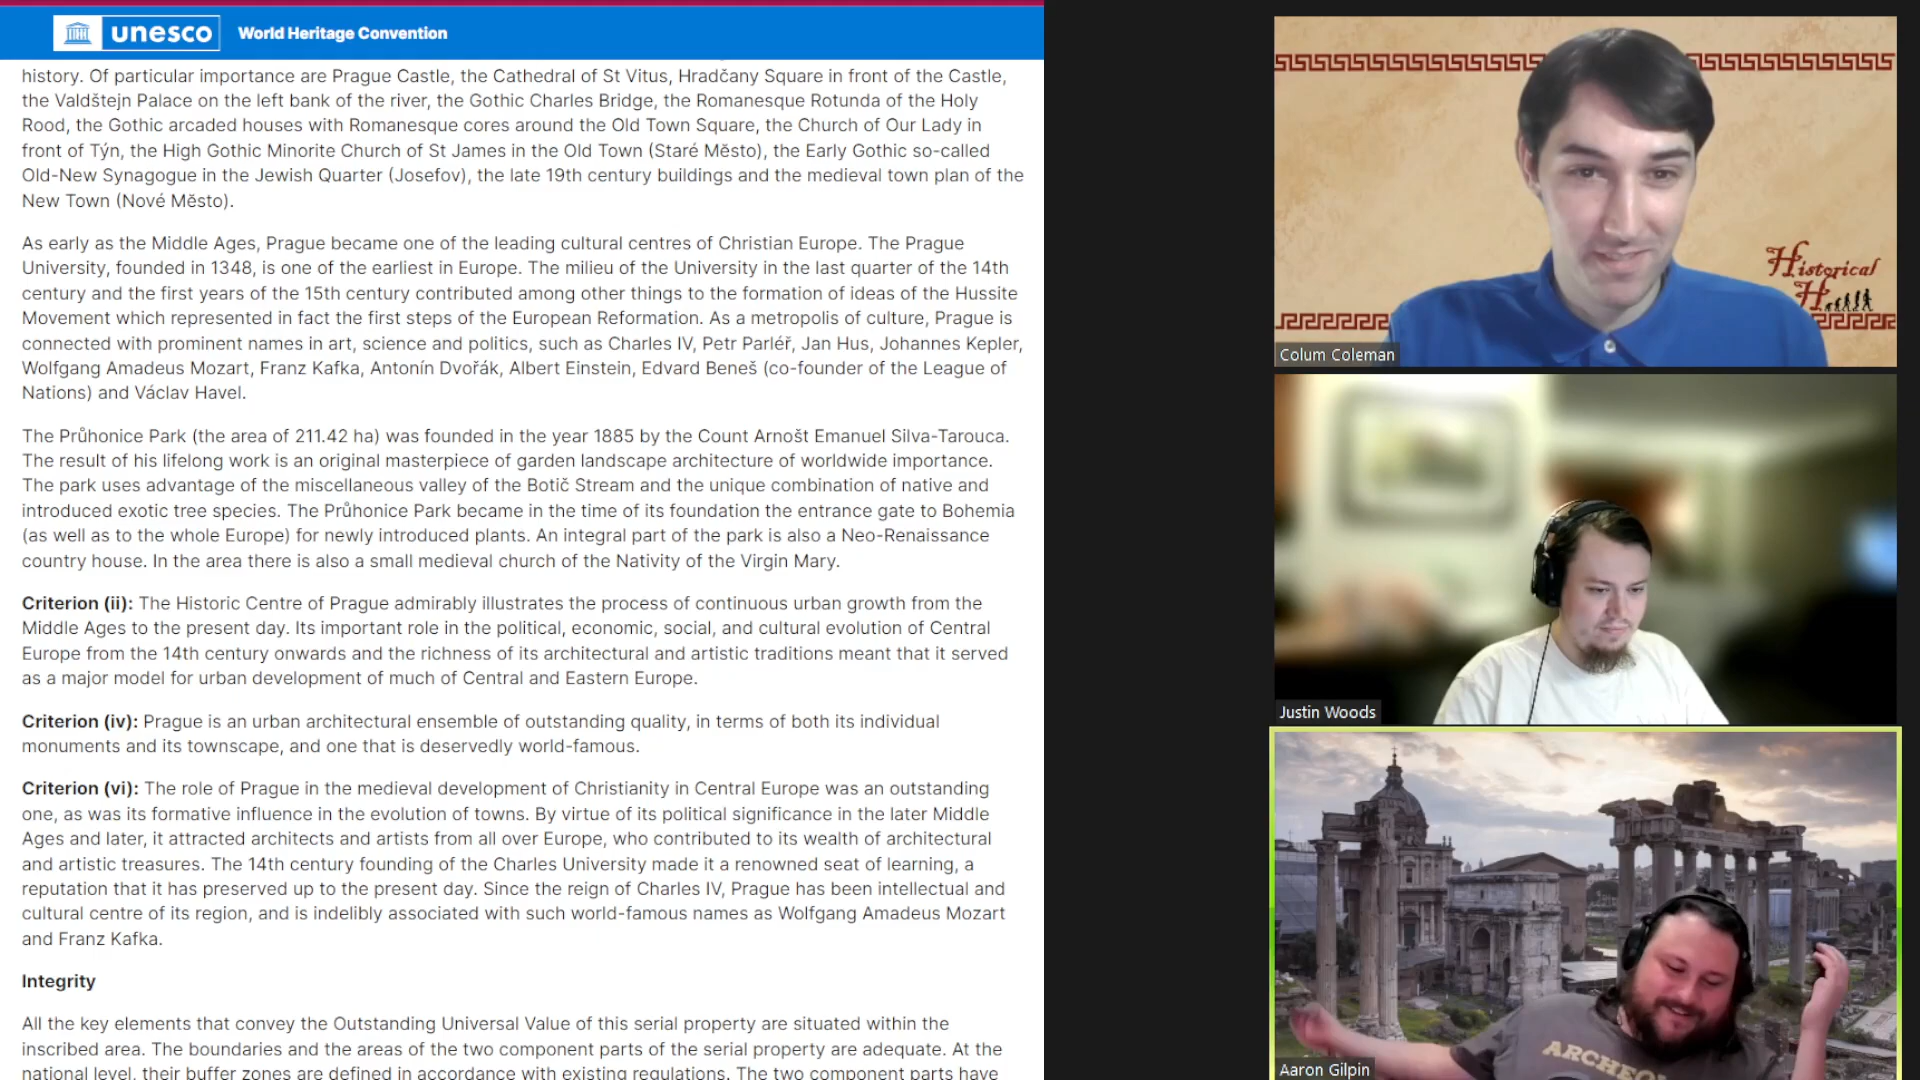 unesco
World Heritage Convention
history. Of particular importance are Prague Castle, the Cathedral of St Vitus, Hradčany Square in front of the Castle,
the Valdštejn Palace on the left bank of the river, the Gothic Charles Bridge, the Romanesque Rotunda of the Holy
Rood, the Gothic arcaded houses with Romanesque cores around the Old Town Square, the Church of Our Lady in
front of Týn, the High Gothic Minorite Church of St James in the Old Town (Staré Město), the Early Gothic so-called
Old-New Synagogue in the Jewish Quarter (Josefov), the late 19th century buildings and the medieval town plan of the
New Town (Nové Město).
As early as the Middle Ages, Prague became one of the leading cultural centres of Christian Europe. The Prague
University, founded in 1348, is one of the earliest in Europe. The milieu of the University in the last quarter of the 14th
century and the first years of the 15th century contributed among other things to the formation of ideas of the Hussite
Movement which represented in fact the first steps of the European Reformation. As a metropolis of culture, Prague is
connected with prominent names in art, science and politics, such as Charles IV, Petr Parléř, Jan Hus, Johannes Kepler,
Wolfgang Amadeus Mozart, Franz Kafka, Antonín Dvořák, Albert Einstein, Edvard Beneš (co-founder of the League of
Nations) and Václav Havel.
The Průhonice Park (the area of 211.42 ha) was founded in the year 1885 by the Count Arnošt Emanuel Silva-Tarouca.
The result of his lifelong work is an original masterpiece of garden landscape architecture of worldwide importance.
The park uses advantage of the miscellaneous valley of the Botič Stream and the unique combination of native and
introduced exotic tree species. The Průhonice Park became in the time of its foundation the entrance gate to Bohemia
(as well as to the whole Europe) for newly introduced plants. An integral part of the park is also a Neo-Renaissance
country house. In the area there is also a small medieval church of the Nativity of the Virgin Mary.
Criterion (ii): The Historic Centre of Prague admirably illustrates the process of continuous urban growth from the
Middle Ages to the present day. Its important role in the political, economic, social, and cultural evolution of Central
Europe from the 14th century onwards and the richness of its architectural and artistic traditions meant that it served
as a major model for urban development of much of Central and Eastern Europe.
Criterion (iv): Prague is an urban architectural ensemble of outstanding quality, in terms of both its individual
monuments and its townscape, and one that is deservedly world-famous.
Criterion (vi): The role of Prague in the medieval development of Christianity in Central Europe was an outstanding
one, as was its formative influence in the evolution of towns. By virtue of its political significance in the later Middle
Ages and later, it attracted architects and artists from all over Europe, who contributed to its wealth of architectural
and artistic treasures. The 14th century founding of the Charles University made it a renowned seat of learning, a
reputation that it has preserved up to the present day. Since the reign of Charles IV, Prague has been intellectual and
cultural centre of its region, and is indelibly associated with such world-famous names as Wolfgang Amadeus Mozart
and Franz Kafka.
Integrity
All the key elements that convey the Outstanding Universal Value of this serial property are situated within the
inscribed area. The boundaries and the areas of the two component parts of the serial property are adequate. At the
national level, their buffer zones are defined in accordance with existing regulations. The two component parts have
Historical
H
Colum Coleman
Justin Woods
ARCHEO
Aaron Gilpin